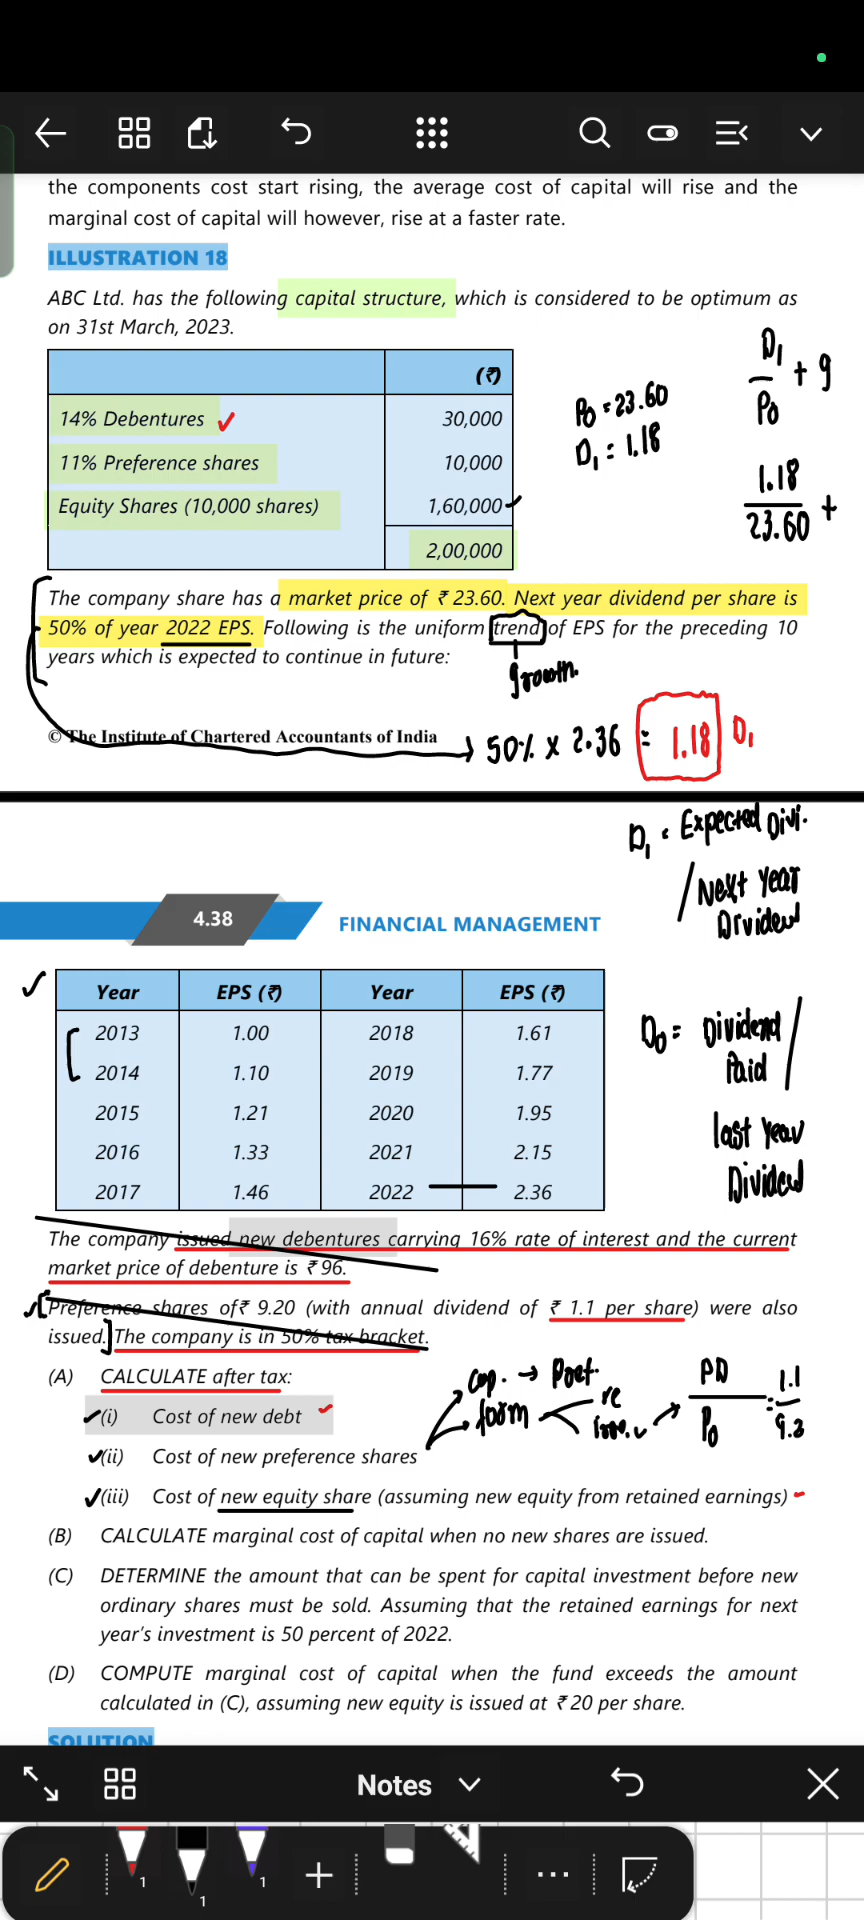 the components cost start rising, the average cost of capital will rise and the
marginal cost of capital will however, rise at a faster rate.
ILLUSTRATION 18
ABC Ltd. has the following capital structure, which is considered to be optimum as
on 31st March, 2023.
(₹)
14% Debentures 30,000
11% Preference shares 10,000
Equity Shares (10,000 shares) 1,60,000
2,00,000
P0 = 23.60
D1 = 1.18
D1
P0
+ g
1.18
23.60
+
The company share has a market price of ₹ 23.60. Next year dividend per share is
50% of year 2022 EPS. Following is the uniform trend of EPS for the preceding 10
years which is expected to continue in future:
growth.
© The Institute of Chartered Accountants of India
50% x 2.36 = 1.18 D1
D1 = Expected Divi.
/ Next Year
Dividend
4.38 FINANCIAL MANAGEMENT
Year EPS (₹) Year EPS (₹)
2013 1.00 2018 1.61
2014 1.10 2019 1.77
2015 1.21 2020 1.95
2016 1.33 2021 2.15
2017 1.46 2022 2.36
D0 = Dividend /
Paid
last Year
Dividend
The company issued new debentures carrying 16% rate of interest and the current
market price of debenture is ₹ 96.
Preference shares of₹ 9.20 (with annual dividend of ₹ 1.1 per share) were also
issued. The company is in 50% tax bracket.
(A) CALCULATE after tax:
(i) Cost of new debt
(ii) Cost of new preference shares
(iii) Cost of new equity share (assuming new equity from retained earnings)
Cap. → Pref.
form
re
PD
P0
= 1.1
9.2
(B) CALCULATE marginal cost of capital when no new shares are issued.
(C) DETERMINE the amount that can be spent for capital investment before new
ordinary shares must be sold. Assuming that the retained earnings for next
year's investment is 50 percent of 2022.
(D) COMPUTE marginal cost of capital when the fund exceeds the amount
calculated in (C), assuming new equity is issued at ₹ 20 per share.
SOLUTION
Notes
1
1
1